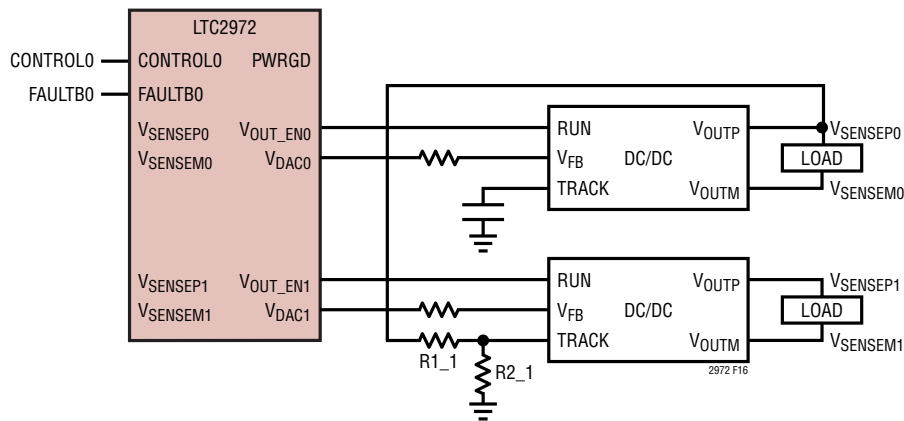 LTC2972
CONTROL0
CONTROL0 PWRGD
FAULTB0
FAULTB0
VSENSEP0 VOUT_EN0
VSENSEM0 VDAC0
RUN VOUTP
VFB DC/DC
TRACK VOUTM
VSENSEP0
LOAD
VSENSEM0
VSENSEP1 VOUT_EN1
VSENSEM1 VDAC1
RUN VOUTP
VFB DC/DC
TRACK VOUTM
VSENSEP1
LOAD
VSENSEM1
R1_1
R2_1
2972 F16